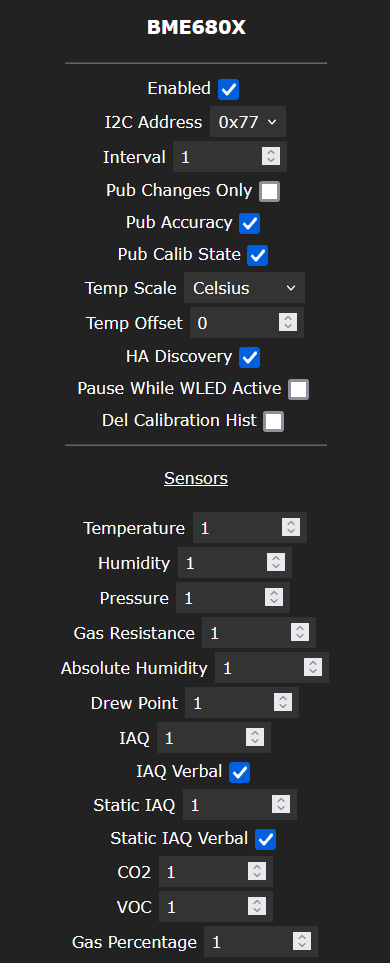 BME680X
Enabled
I2C Address 0x77
Interval 1
Pub Changes Only
Pub Accuracy
Pub Calib State
Temp Scale Celsius
Temp Offset 0
HA Discovery
Pause While WLED Active
Del Calibration Hist
Sensors
Temperature 1
Humidity 1
Pressure 1
Gas Resistance 1
Absolute Humidity 1
Drew Point 1
IAQ 1
IAQ Verbal
Static IAQ 1
Static IAQ Verbal
CO2 1
VOC 1
Gas Percentage 1